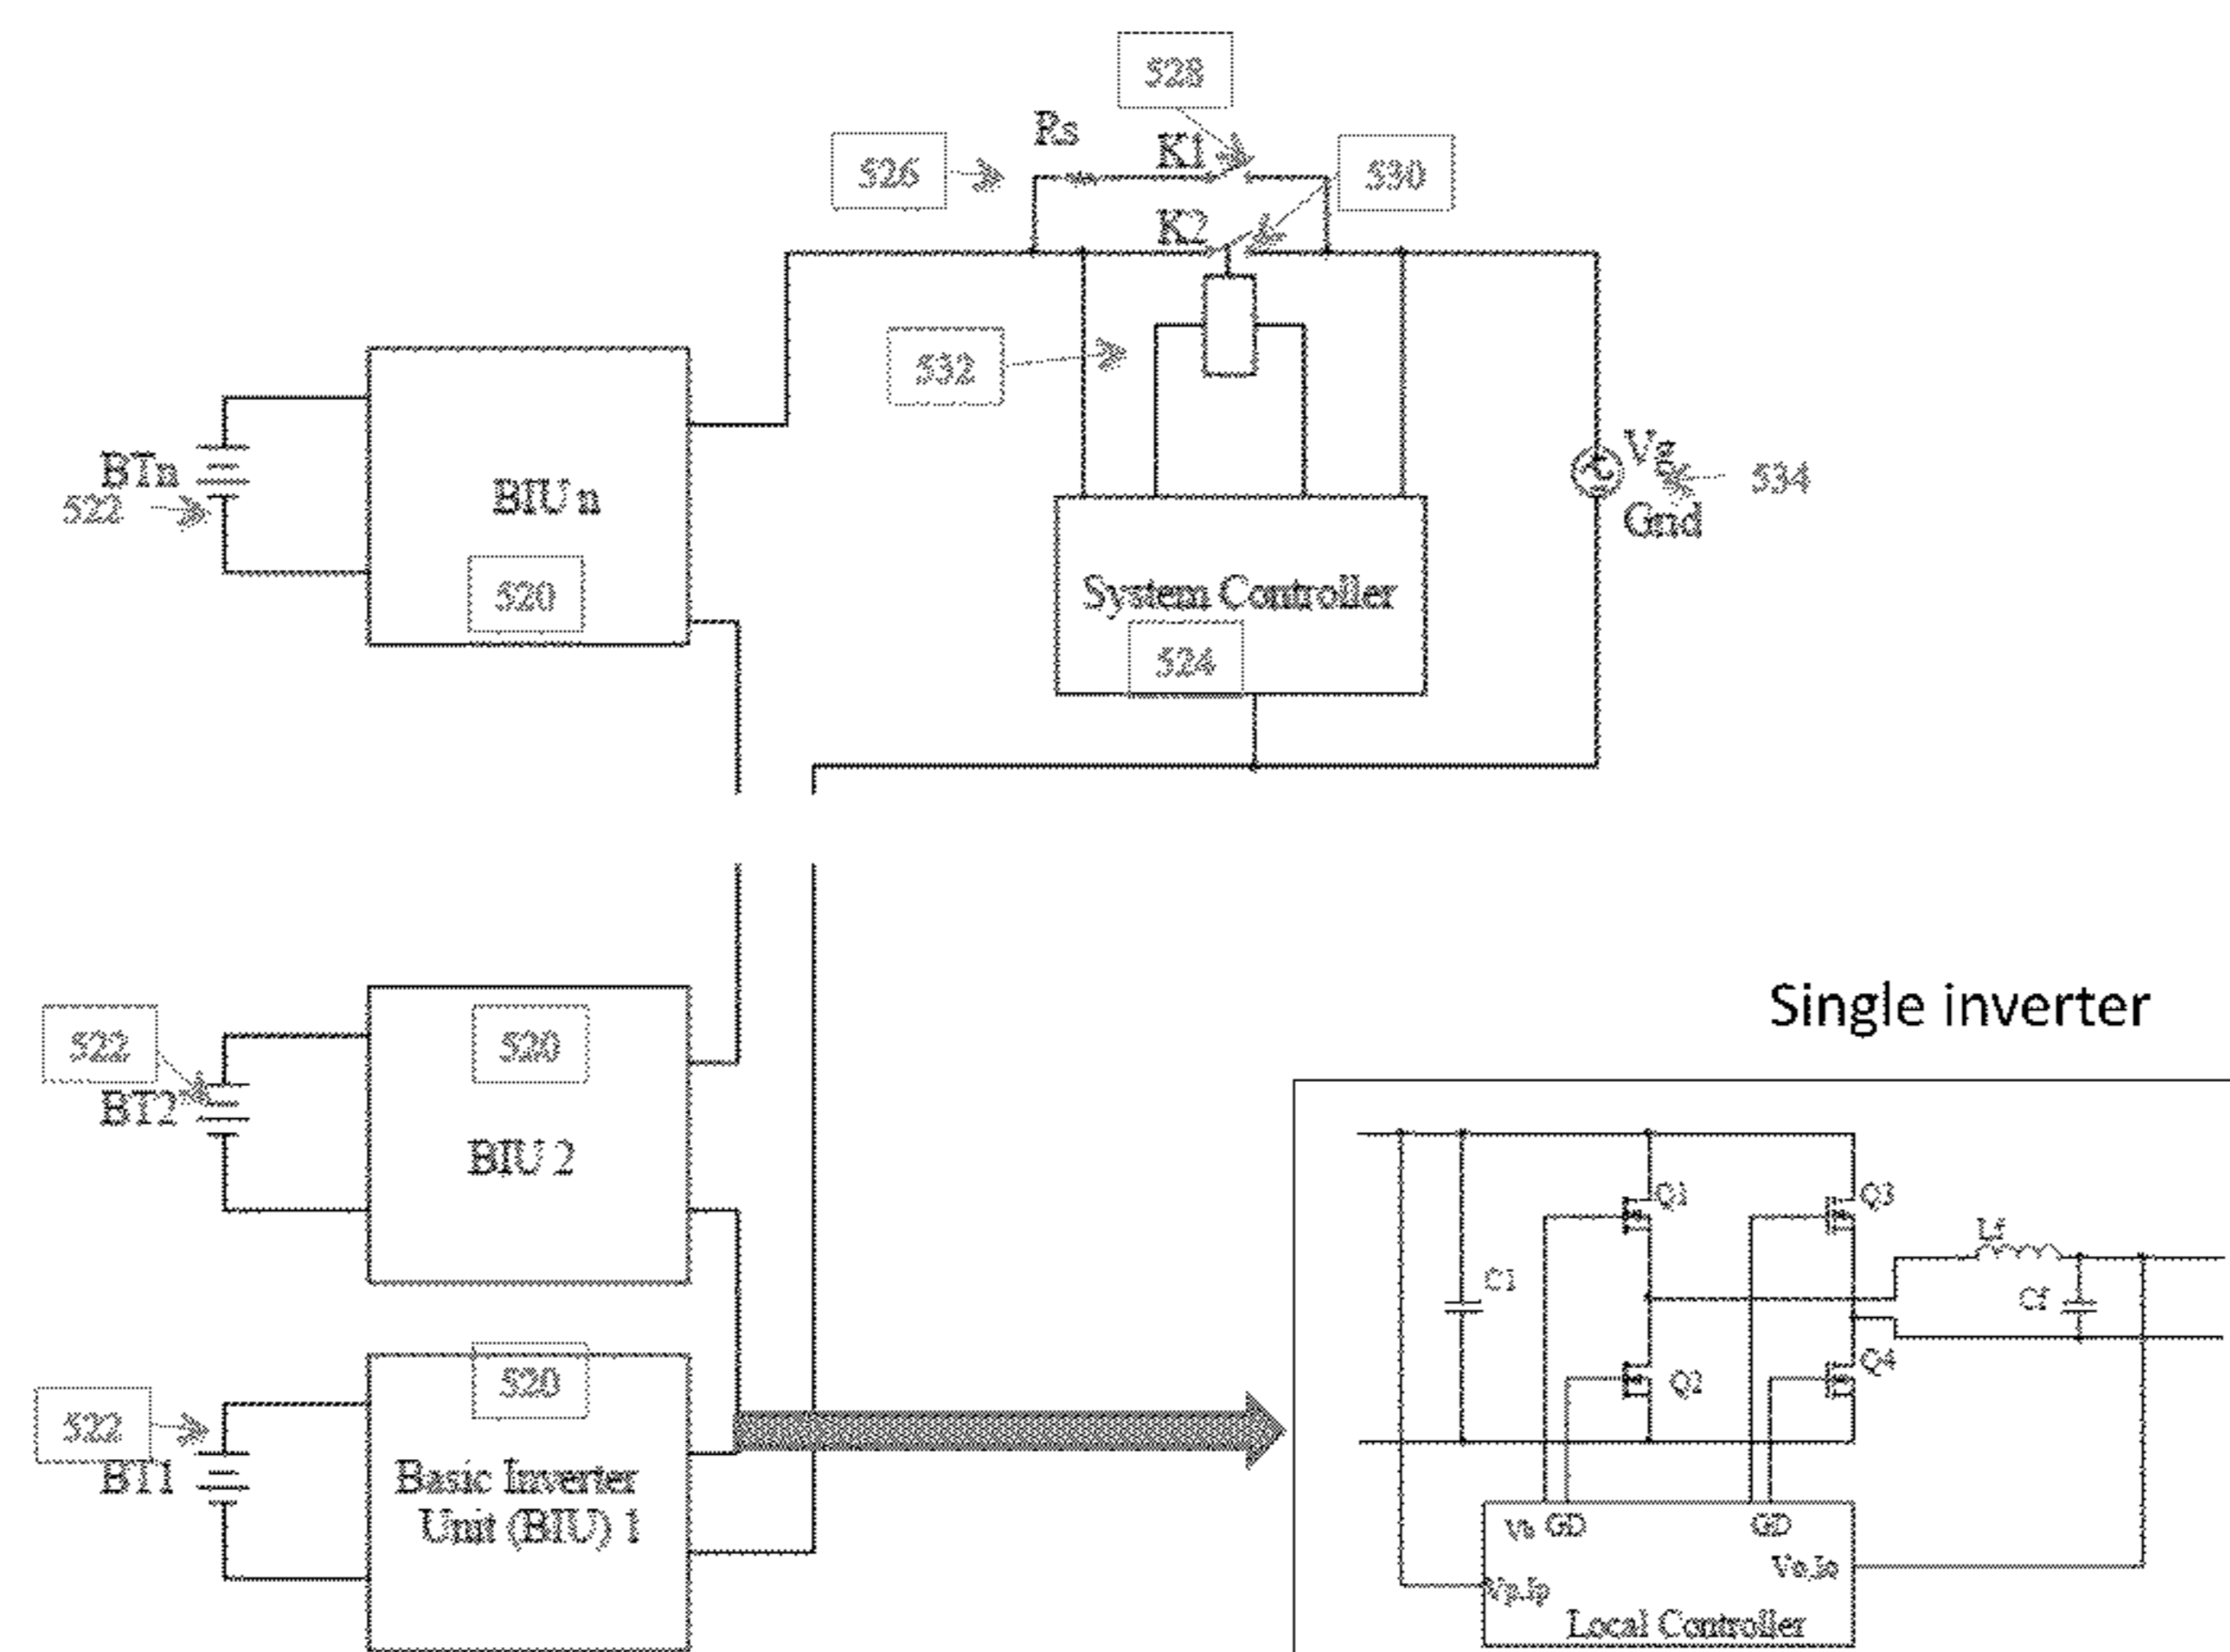 528
Rs
K1
526
530
K2
532
BTn
522
BIU n
520
Vg
534
Gnd
System Controller
524
Single inverter
522
520
BT2
BIU 2
Q1
Q3
Lf
C1
Cf
Q2
Q4
522
520
BT1
Basic Inverter
Unit (BIU) 1
GD
GD
Vo,Io
Vp,Ip
Local Controller